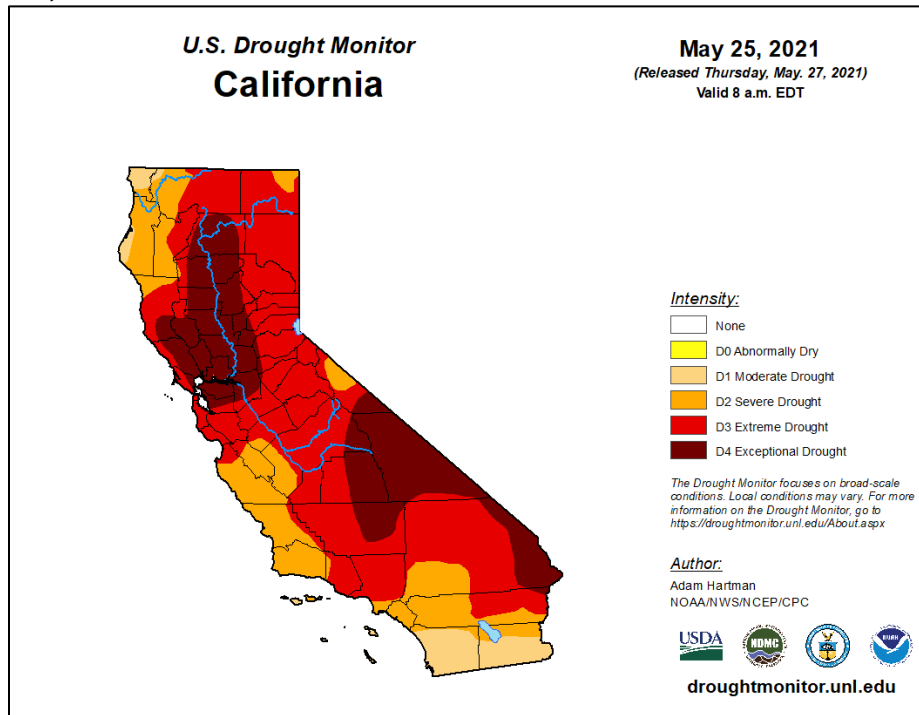 U.S. Drought Monitor
California
May 25, 2021
(Released Thursday, May. 27, 2021)
Valid 8 a.m. EDT
Intensity:
None
D0 Abnormally Dry
D1 Moderate Drought
D2 Severe Drought
D3 Extreme Drought
D4 Exceptional Drought
The Drought Monitor focuses on broad-scale
conditions. Local conditions may vary. For more
information on the Drought Monitor, go to
https://droughtmonitor.unl.edu/About.aspx
Author:
Adam Hartman
NOAA/NWS/NCEP/CPC
USDA
NDMC
droughtmonitor.unl.edu